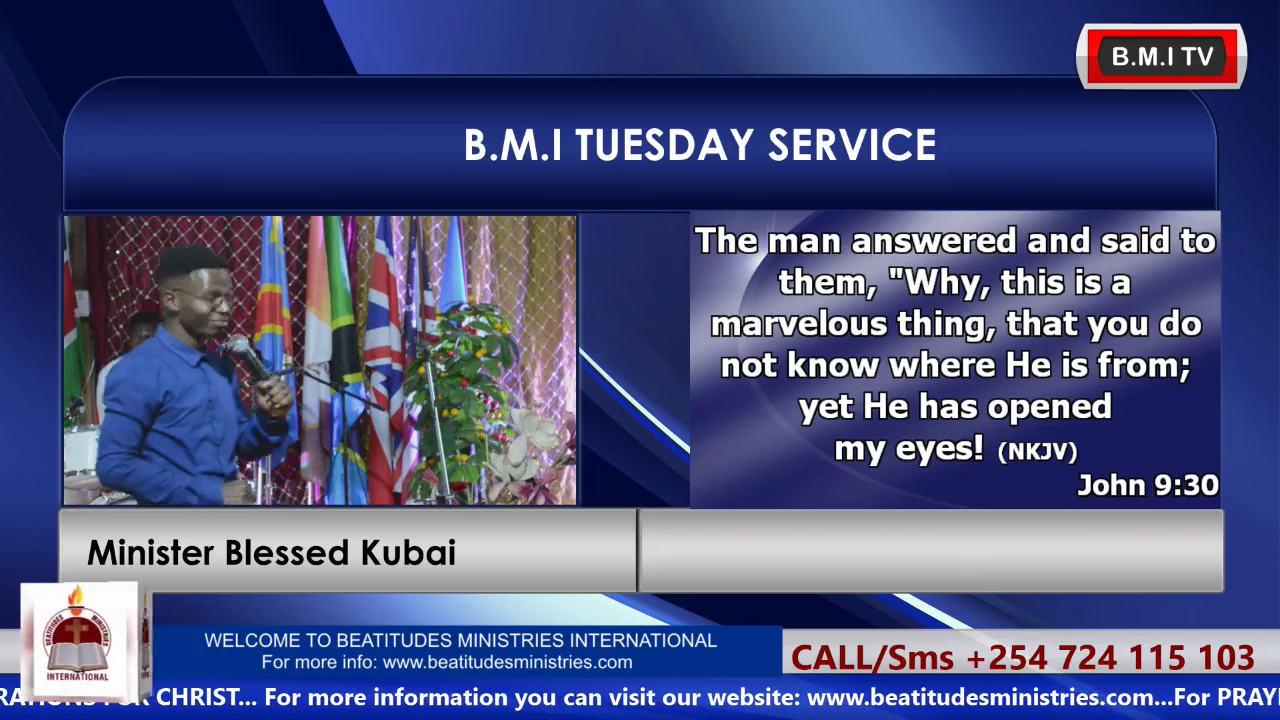 B.M.I TV
B.M.I TUESDAY SERVICE
The man answered and said to
them, "Why, this is a
marvelous thing, that you do
not know where He is from;
yet He has opened
my eyes! (NKJV)
John 9:30
Minister Blessed Kubai
BEATITUDES MINISTRIES
INTERNATIONAL
WELCOME TO BEATITUDES MINISTRIES INTERNATIONAL
For more info: www.beatitudesministries.com
CALL/Sms +254 724 115 103
CHRIST... For more information you can visit our website: www.beatitudesministries.com...For PRAY